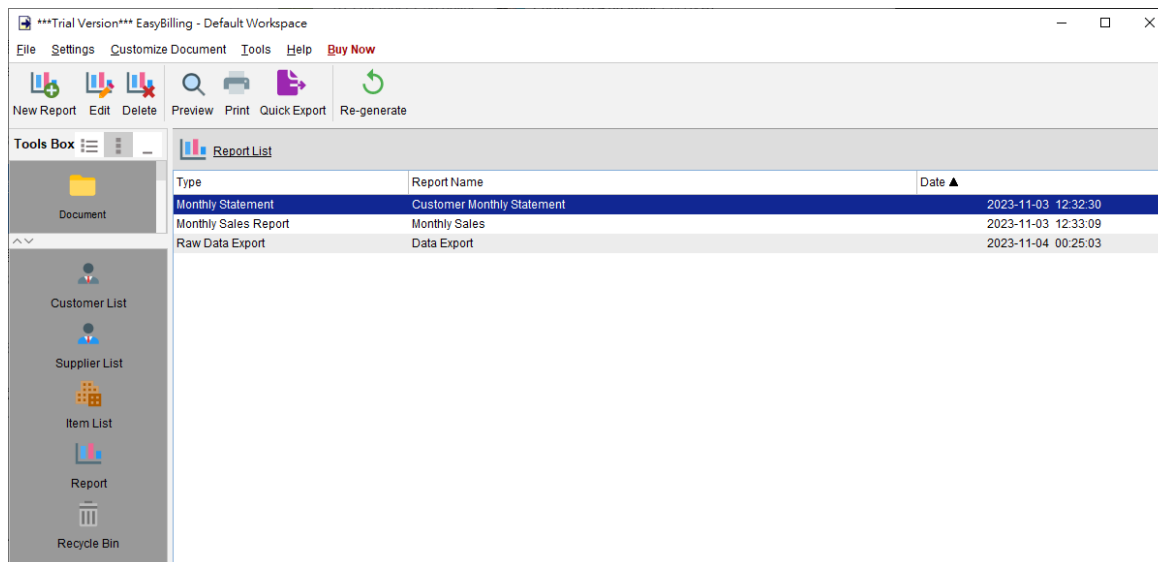 ***Trial Version*** EasyBilling - Default Workspace
File Settings Customize Document Tools Help Buy Now
New Report Edit Delete Preview Print Quick Export Re-generate
Tools Box
Report List
Document
Type Report Name Date ▲
Monthly Statement Customer Monthly Statement 2023-11-03 12:32:30
Monthly Sales Report Monthly Sales 2023-11-03 12:33:09
Raw Data Export Data Export 2023-11-04 00:25:03
Customer List
Supplier List
Item List
Report
Recycle Bin